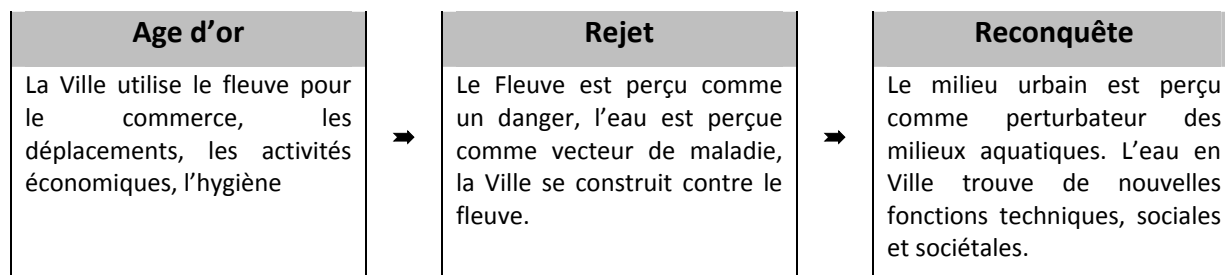 Age d’or
La Ville utilise le fleuve pour
le commerce, les
déplacements, les activités
économiques, l’hygiène
Rejet
Le Fleuve est perçu comme
un danger, l’eau est perçue
comme vecteur de maladie,
la Ville se construit contre le
fleuve.
Reconquête
Le milieu urbain est perçu
comme perturbateur des
milieux aquatiques. L’eau en
Ville trouve de nouvelles
fonctions techniques, sociales
et sociétales.